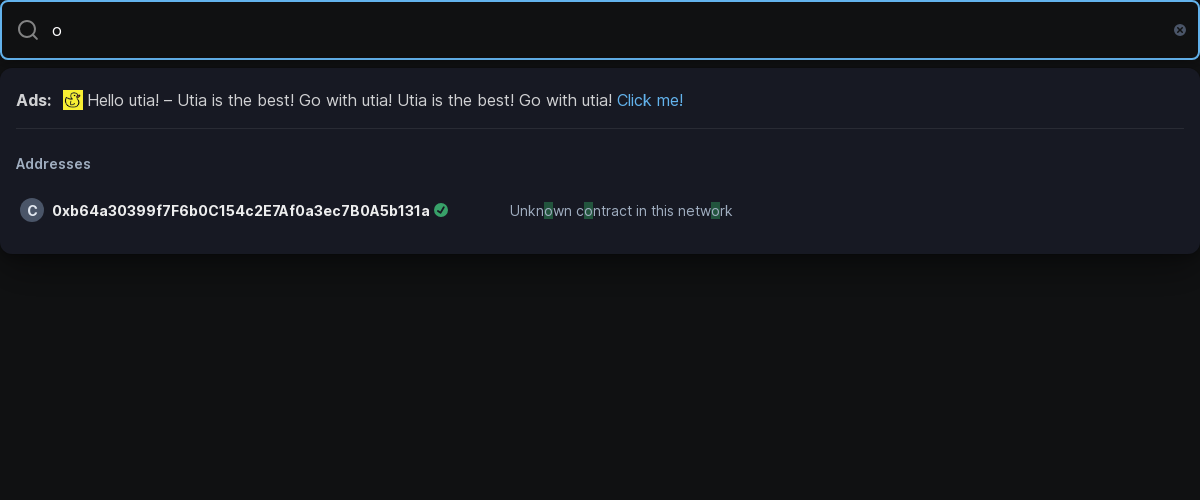 o
Ads: Hello utia! – Utia is the best! Go with utia! Utia is the best! Go with utia! Click me!
Addresses
C 0xb64a30399f7F6b0C154c2E7Af0a3ec7B0A5b131a Unknown contract in this network